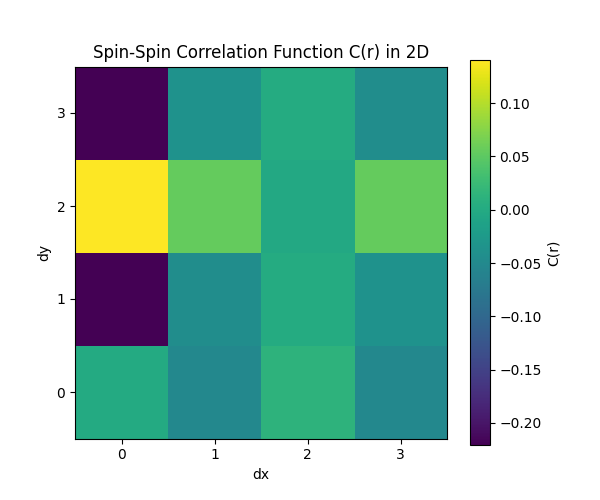 Spin-Spin Correlation Function C(r) in 2D
3
2
1
0
dy
0 1 2 3
dx
0.10
0.05
0.00
−0.05
−0.10
−0.15
−0.20
C(r)